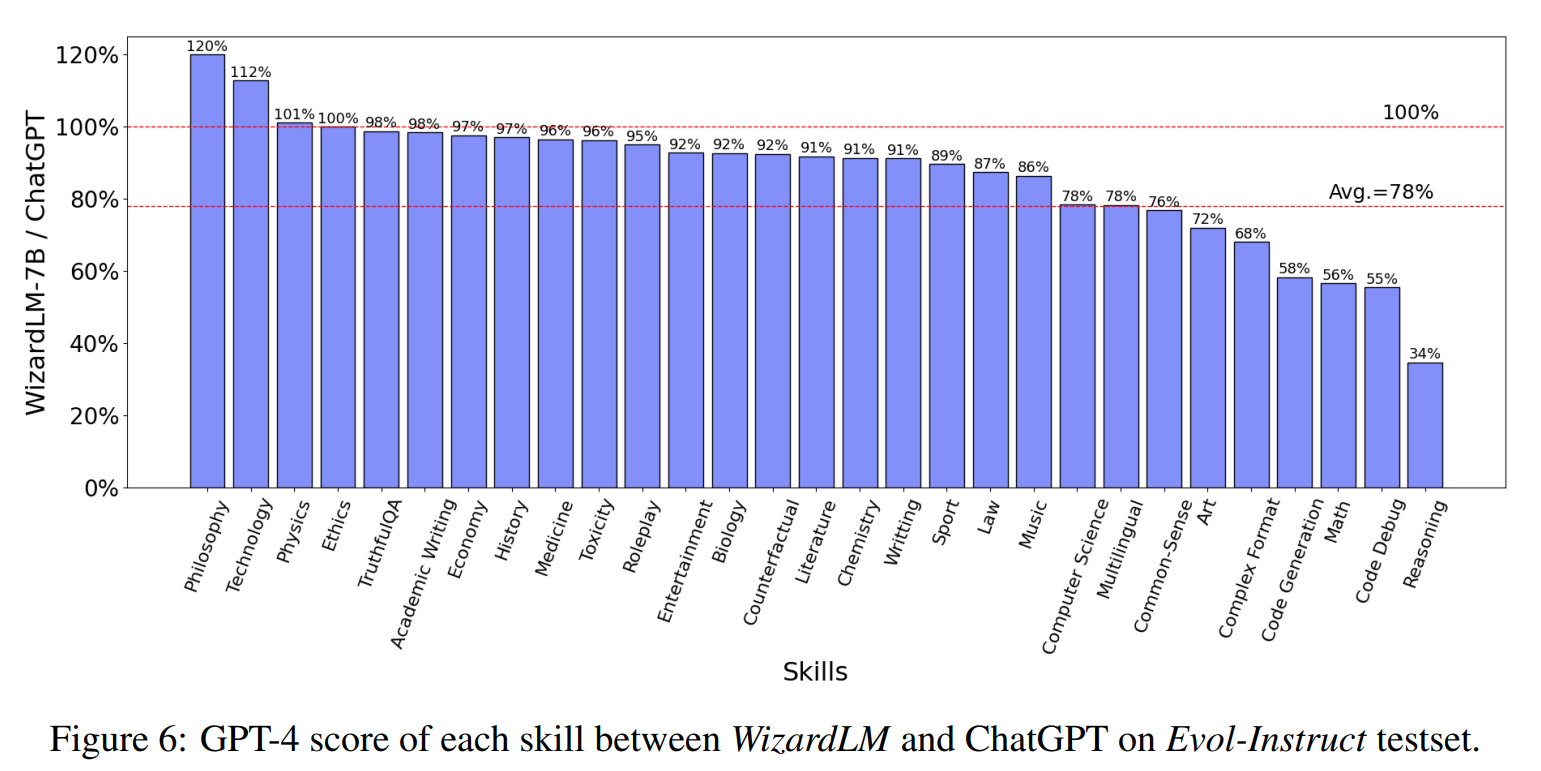 120%
112%
101%
100%
98%
98%
97%
97%
96%
96%
95%
92%
92%
92%
91%
91%
91%
89%
87%
86%
78%
78%
76%
72%
68%
58%
56%
55%
34%
100%
Avg.=78%
WizardLM-7B / ChatGPT
120%
100%
80%
60%
40%
20%
0%
Philosophy
Technology
Physics
Ethics
TruthfulQA
Academic Writing
Economy
History
Medicine
Toxicity
Roleplay
Entertainment
Biology
Counterfactual
Literature
Chemistry
Writting
Sport
Law
Music
Computer Science
Multilingual
Common-Sense
Art
Complex Format
Code Generation
Math
Code Debug
Reasoning
Skills
Figure 6: GPT-4 score of each skill between WizardLM and ChatGPT on Evol-Instruct testset.